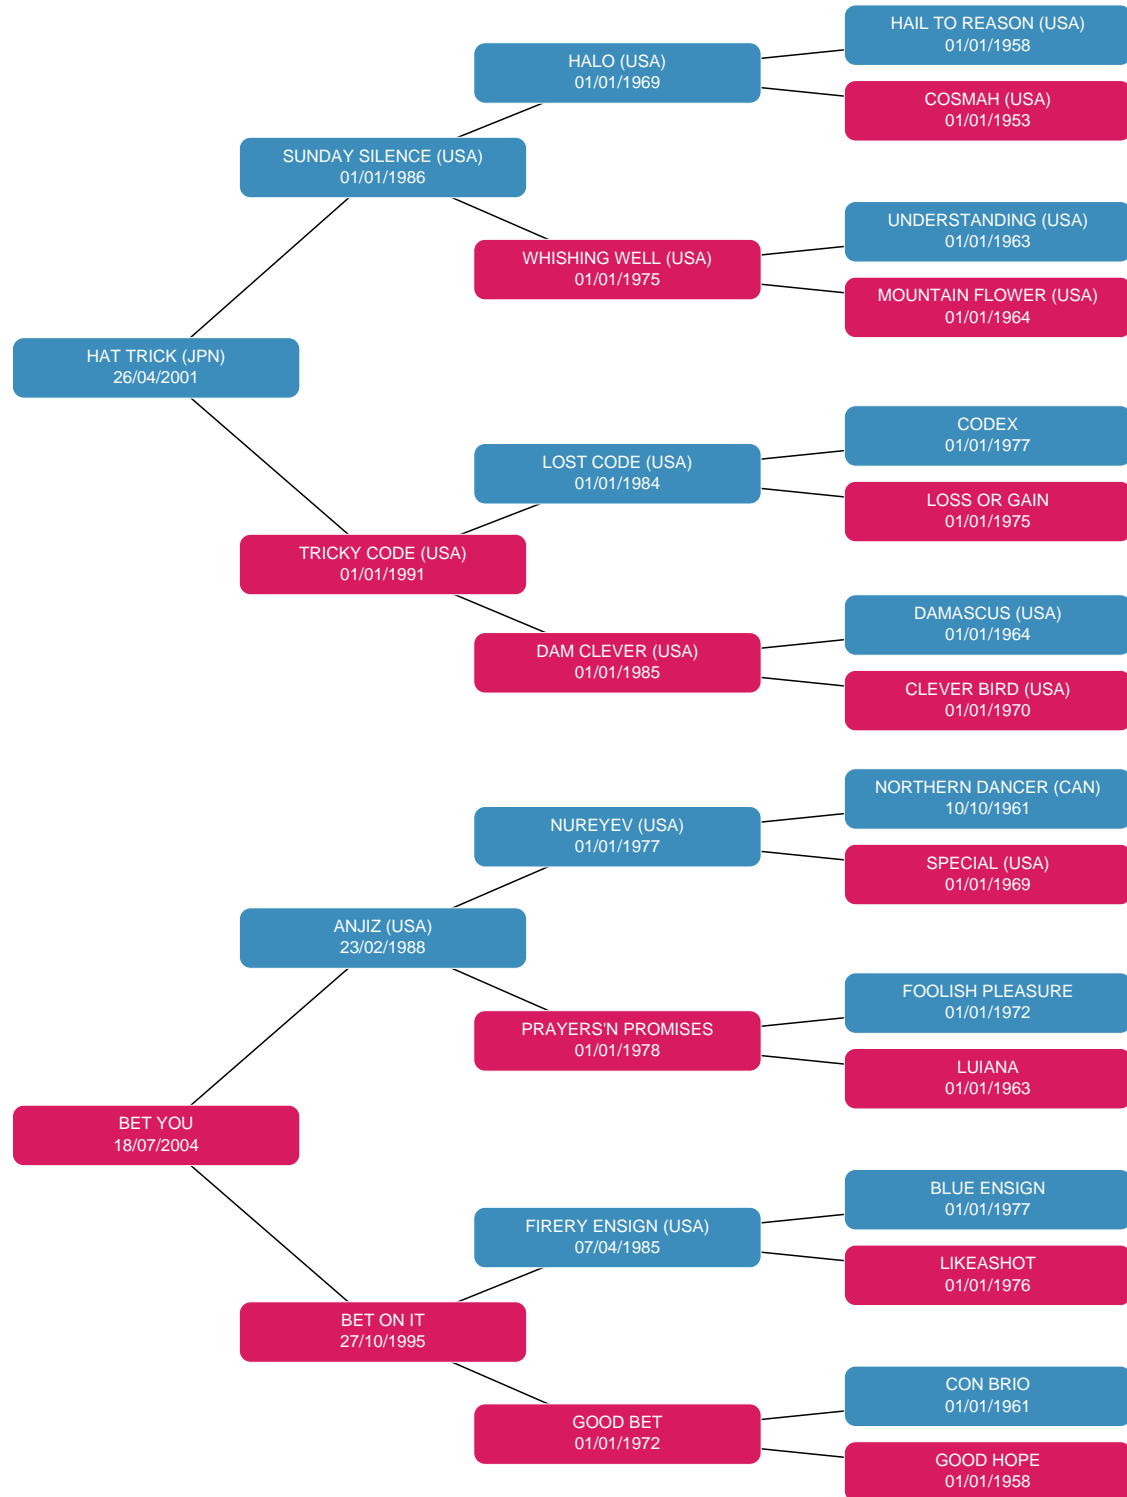 HAIL TO REASON (USA)
01/01/1958
HALO (USA)
01/01/1969
COSMAH (USA)
01/01/1953
SUNDAY SILENCE (USA)
01/01/1986
UNDERSTANDING (USA)
01/01/1963
WHISHING WELL (USA)
01/01/1975
MOUNTAIN FLOWER (USA)
01/01/1964
HAT TRICK (JPN)
26/04/2001
CODEX
01/01/1977
LOST CODE (USA)
01/01/1984
LOSS OR GAIN
01/01/1975
TRICKY CODE (USA)
01/01/1991
DAMASCUS (USA)
01/01/1964
DAM CLEVER (USA)
01/01/1985
CLEVER BIRD (USA)
01/01/1970
NORTHERN DANCER (CAN)
10/10/1961
NUREYEV (USA)
01/01/1977
SPECIAL (USA)
01/01/1969
ANJIZ (USA)
23/02/1988
FOOLISH PLEASURE
01/01/1972
PRAYERS'N PROMISES
01/01/1978
LUIANA
01/01/1963
BET YOU
18/07/2004
BLUE ENSIGN
01/01/1977
FIRERY ENSIGN (USA)
07/04/1985
LIKEASHOT
01/01/1976
BET ON IT
27/10/1995
CON BRIO
01/01/1961
GOOD BET
01/01/1972
GOOD HOPE
01/01/1958